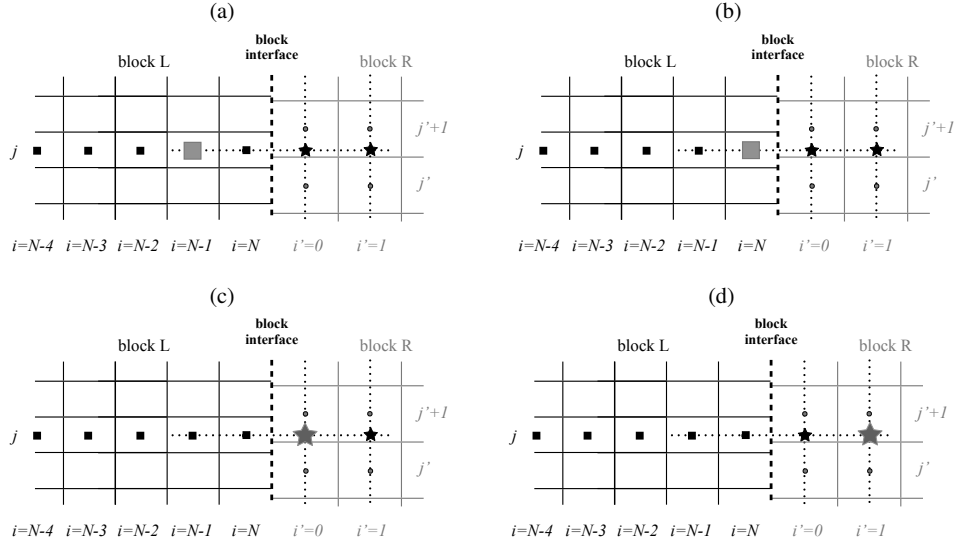 (a)
block
interface
block L
block R
j'+1
j
j'
i=N-4 i=N-3 i=N-2 i=N-1 i=N i'=0 i'=1
(b)
block
interface
block L
block R
j'+1
j
j'
i=N-4 i=N-3 i=N-2 i=N-1 i=N i'=0 i'=1
(c)
block
interface
block L
block R
j'+1
j
j'
i=N-4 i=N-3 i=N-2 i=N-1 i=N i'=0 i'=1
(d)
block
interface
block L
block R
j'+1
j
j'
i=N-4 i=N-3 i=N-2 i=N-1 i=N i'=0 i'=1